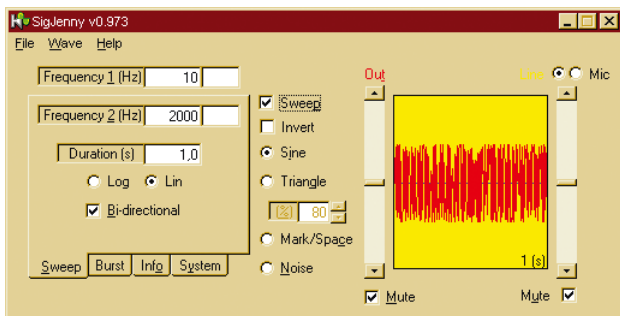 SigJenny v0.973
File Wave Help
Frequency 1 (Hz) 10
Out Line Mic
Frequency 2 (Hz) 2000
Sweep
Invert
Duration (s) 1,0
Sine
Log Lin
Triangle
Bi-directional
(%) 80
Mark/Space
1 (s)
Sweep Burst Info System
Noise
Mute Mute